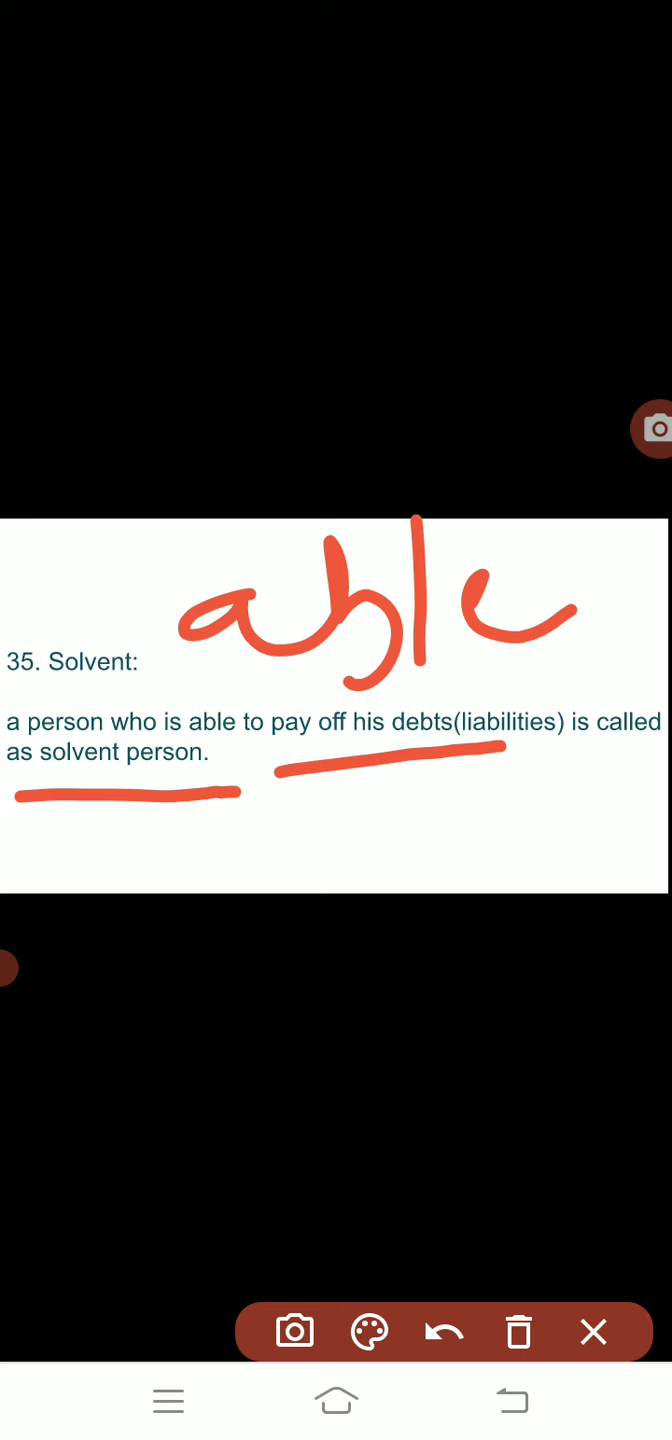 able
35. Solvent:
a person who is able to pay off his debts(liabilities) is called
as solvent person.